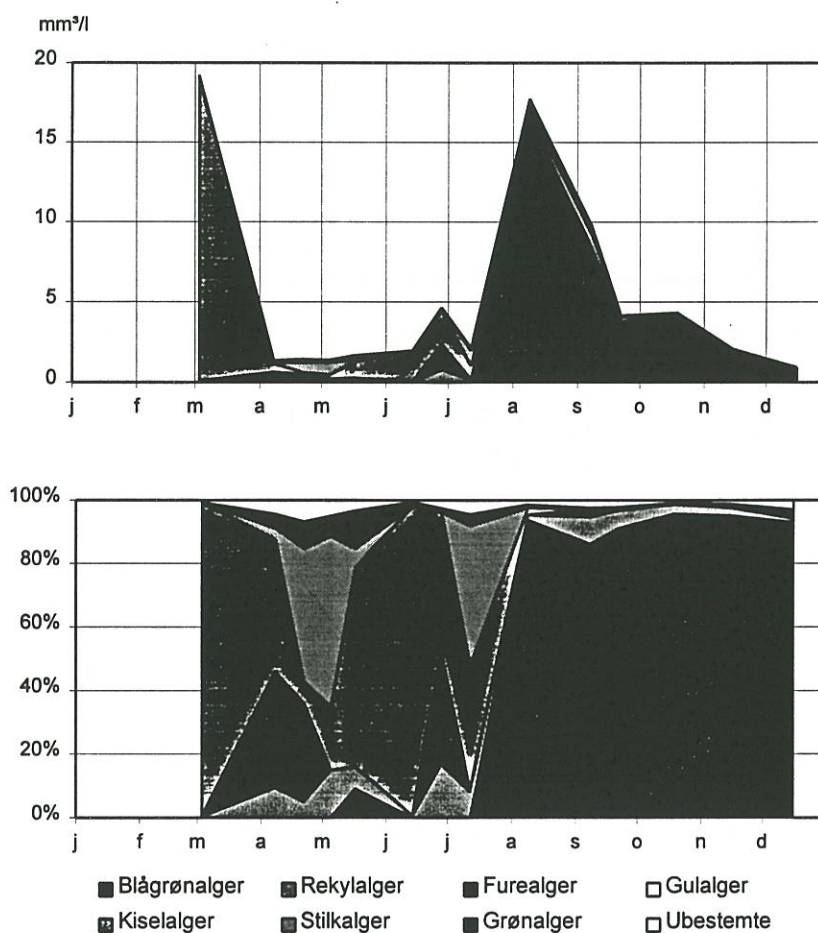 mm³/l
20
15
10
5
0
j f m a m j j a s o n d
100%
80%
60%
40%
20%
0%
j f m a m j j a s o n d
Blågrønalger Rekylalger Furealger Gulalger
Kiselalger Stilkalger Grønalger Ubestemte